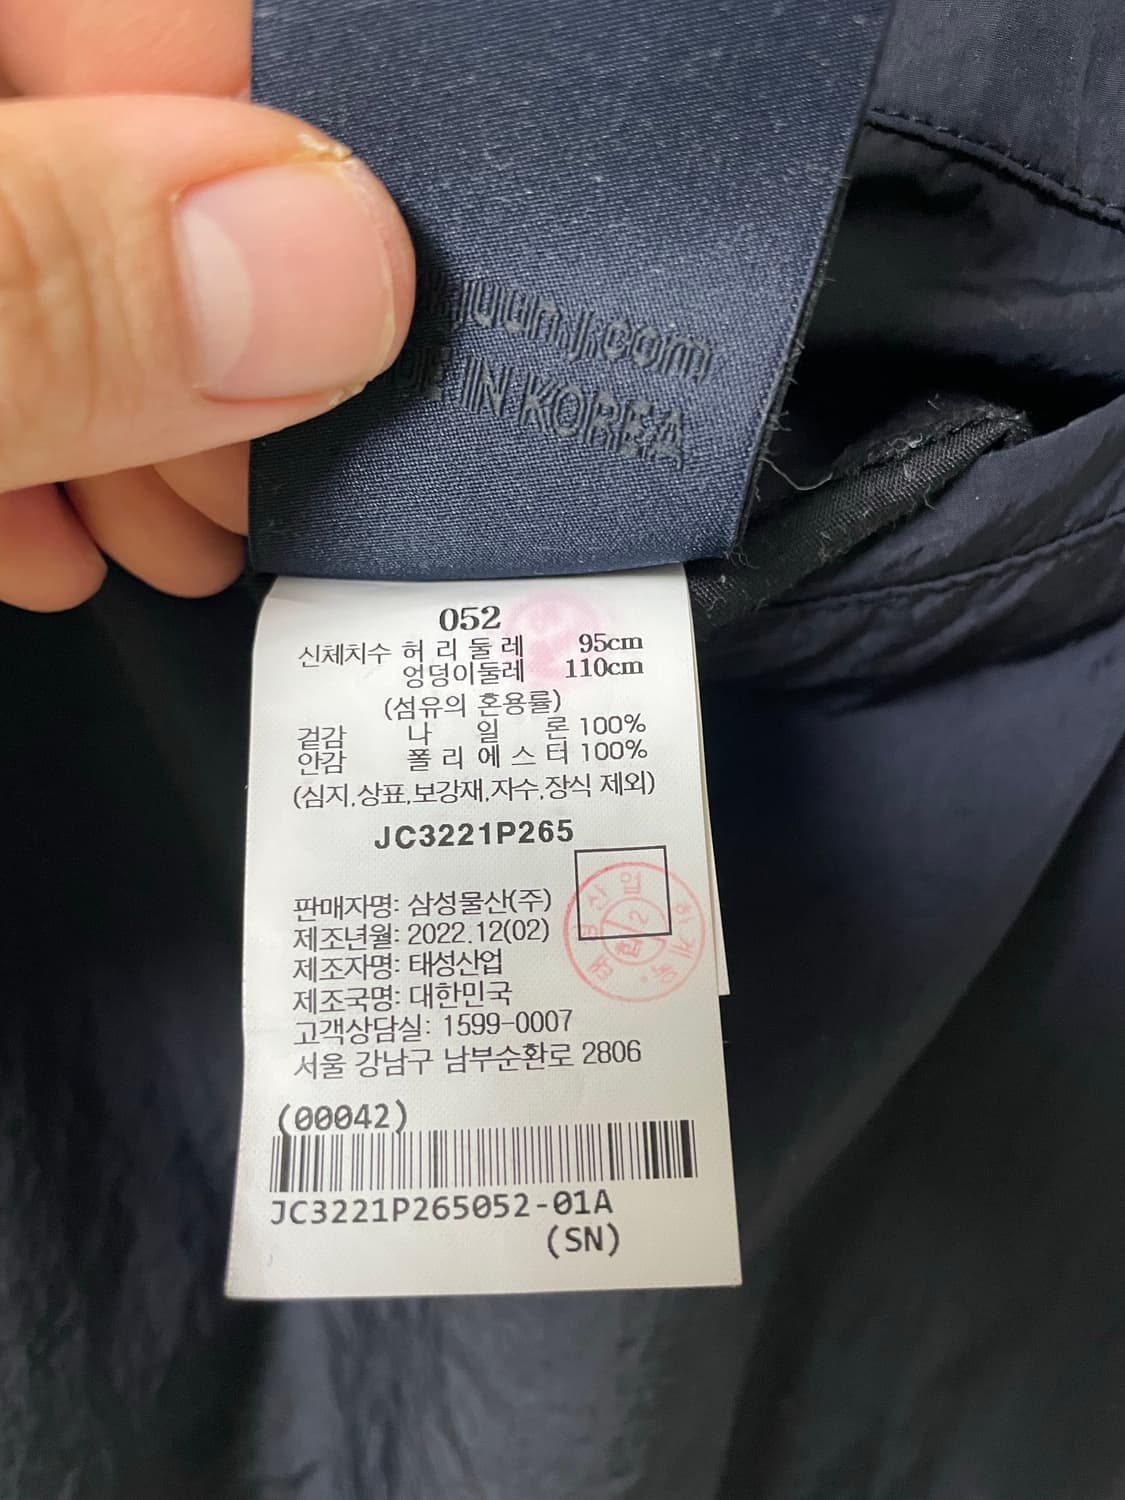 juunj.com
IN KOREA
052
신체치수 허 리 둘 레 95cm
엉덩이둘레 110cm
(섬유의 혼용률)
겉감 나 일 론 100%
안감 폴 리 에 스 터 100%
(심지,상표,보강재,자수,장식 제외)
JC3221P265
판매자명: 삼성물산(주)
제조년월: 2022.12(02)
제조자명: 태성산업
제조국명: 대한민국
고객상담실: 1599-0007
서울 강남구 남부순환로 2806
(00042)
JC3221P265052-01A
(SN)